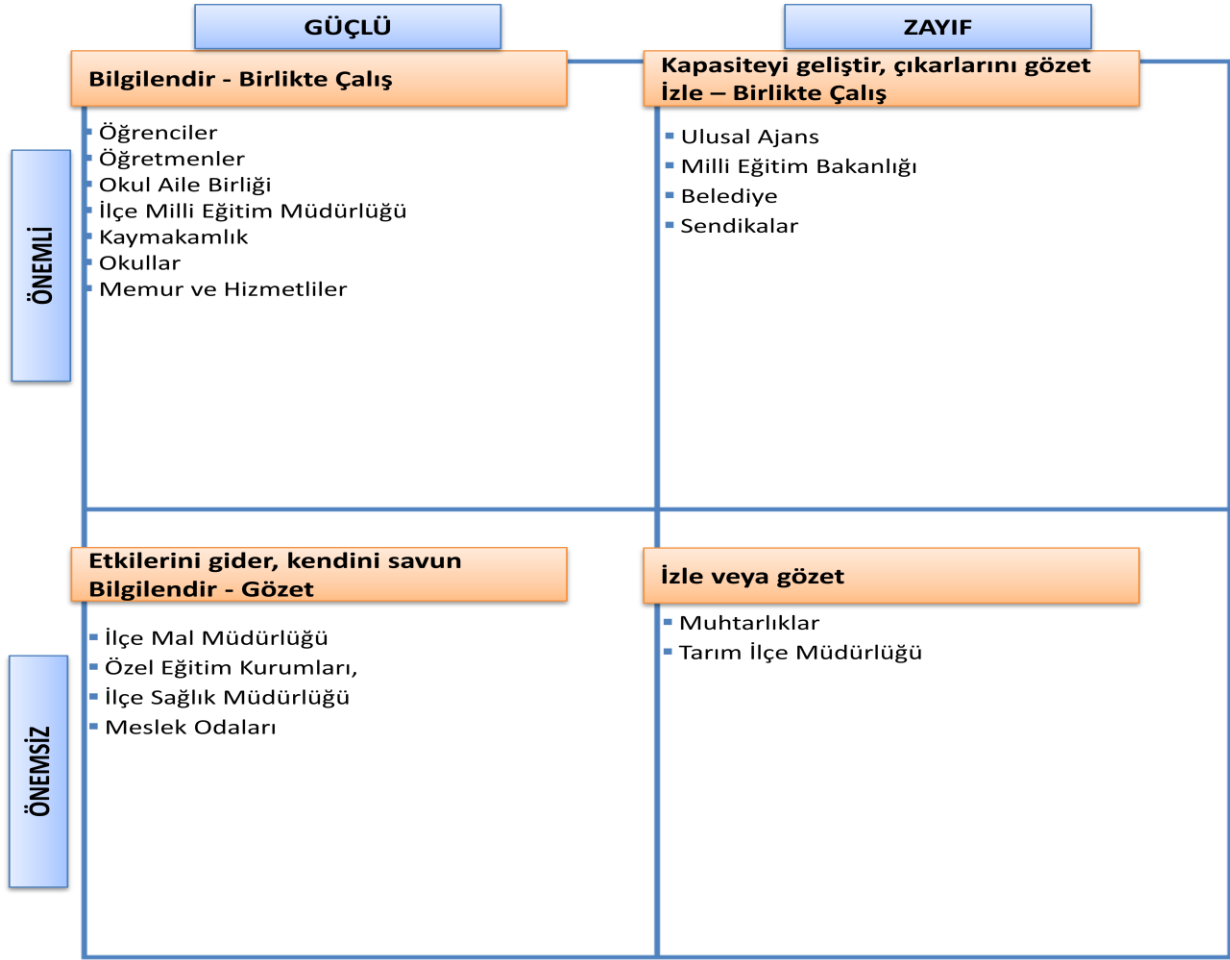 GÜÇLÜ
ZAYIF
ÖNEMLİ
Bilgilendir - Birlikte Çalış
Öğrenciler
Öğretmenler
Okul Aile Birliği
İlçe Milli Eğitim Müdürlüğü
Kaymakamlık
Okullar
Memur ve Hizmetliler
Kapasiteyi geliştir, çıkarlarını gözet
İzle – Birlikte Çalış
Ulusal Ajans
Milli Eğitim Bakanlığı
Belediye
Sendikalar
ÖNEMSİZ
Etkilerini gider, kendini savun
Bilgilendir - Gözet
İlçe Mal Müdürlüğü
Özel Eğitim Kurumları,
İlçe Sağlık Müdürlüğü
Meslek Odaları
İzle veya gözet
Muhtarlıklar
Tarım İlçe Müdürlüğü